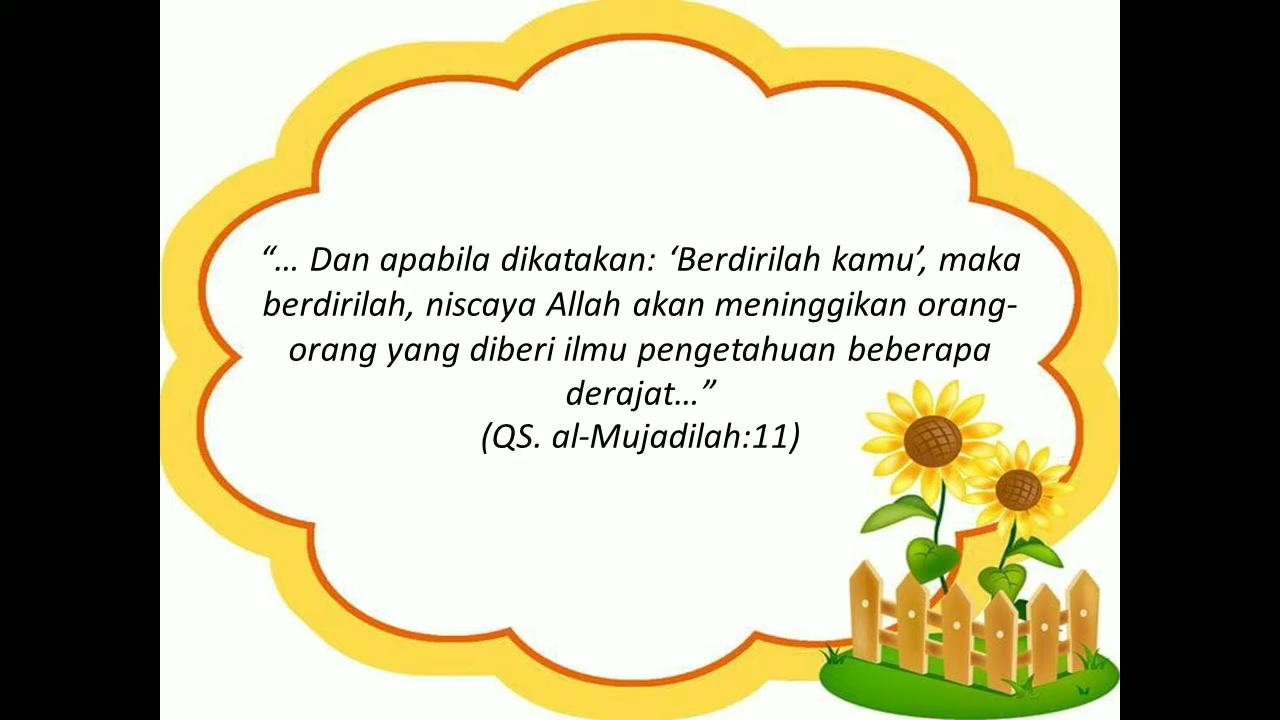 “… Dan apabila dikatakan: ‘Berdirilah kamu’, maka
berdirilah, niscaya Allah akan meninggikan orang-
orang yang diberi ilmu pengetahuan beberapa
derajat…”
(QS. al-Mujadilah:11)